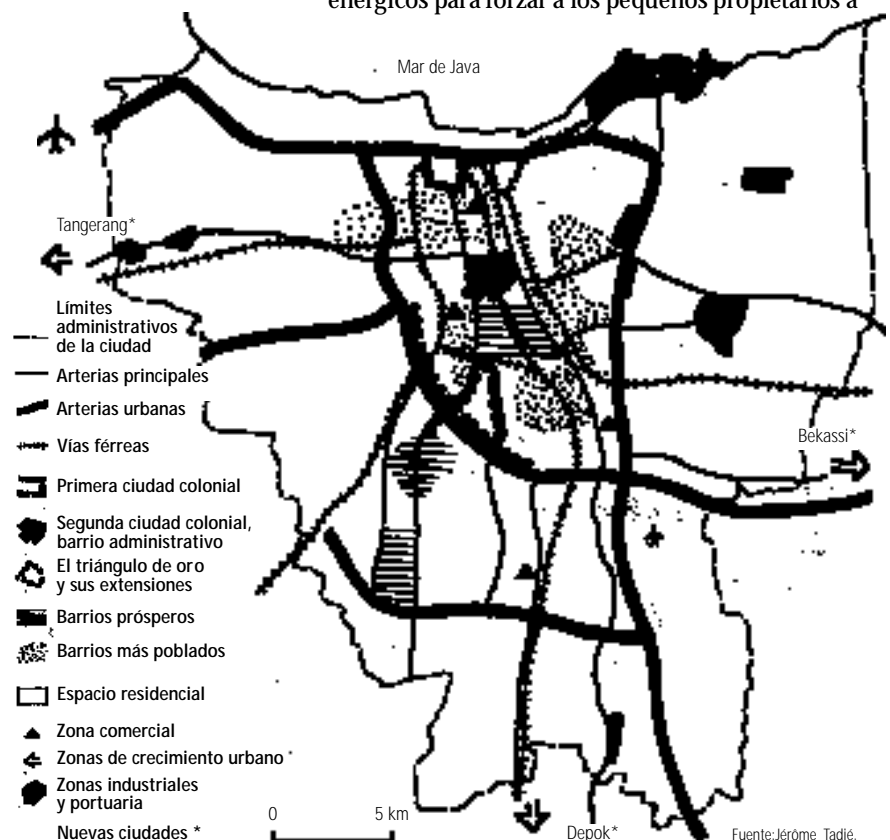 enérgicos para forzar a los pequeños propietarios a
Mar de Java
Tangerang*
Límites
administrativos
de la ciudad
Arterias principales
Arterias urbanas
Vías férreas
Bekassi*
Primera ciudad colonial
Segunda ciudad colonial,
barrio administrativo
El triángulo de oro
y sus extensiones
Barrios prósperos
Barrios más poblados
Espacio residencial
Zona comercial
Zonas de crecimiento urbano *
Zonas industriales
y portuaria
Nuevas ciudades *
0 5 km
Depok*
Fuente:Jérôme Tadié.